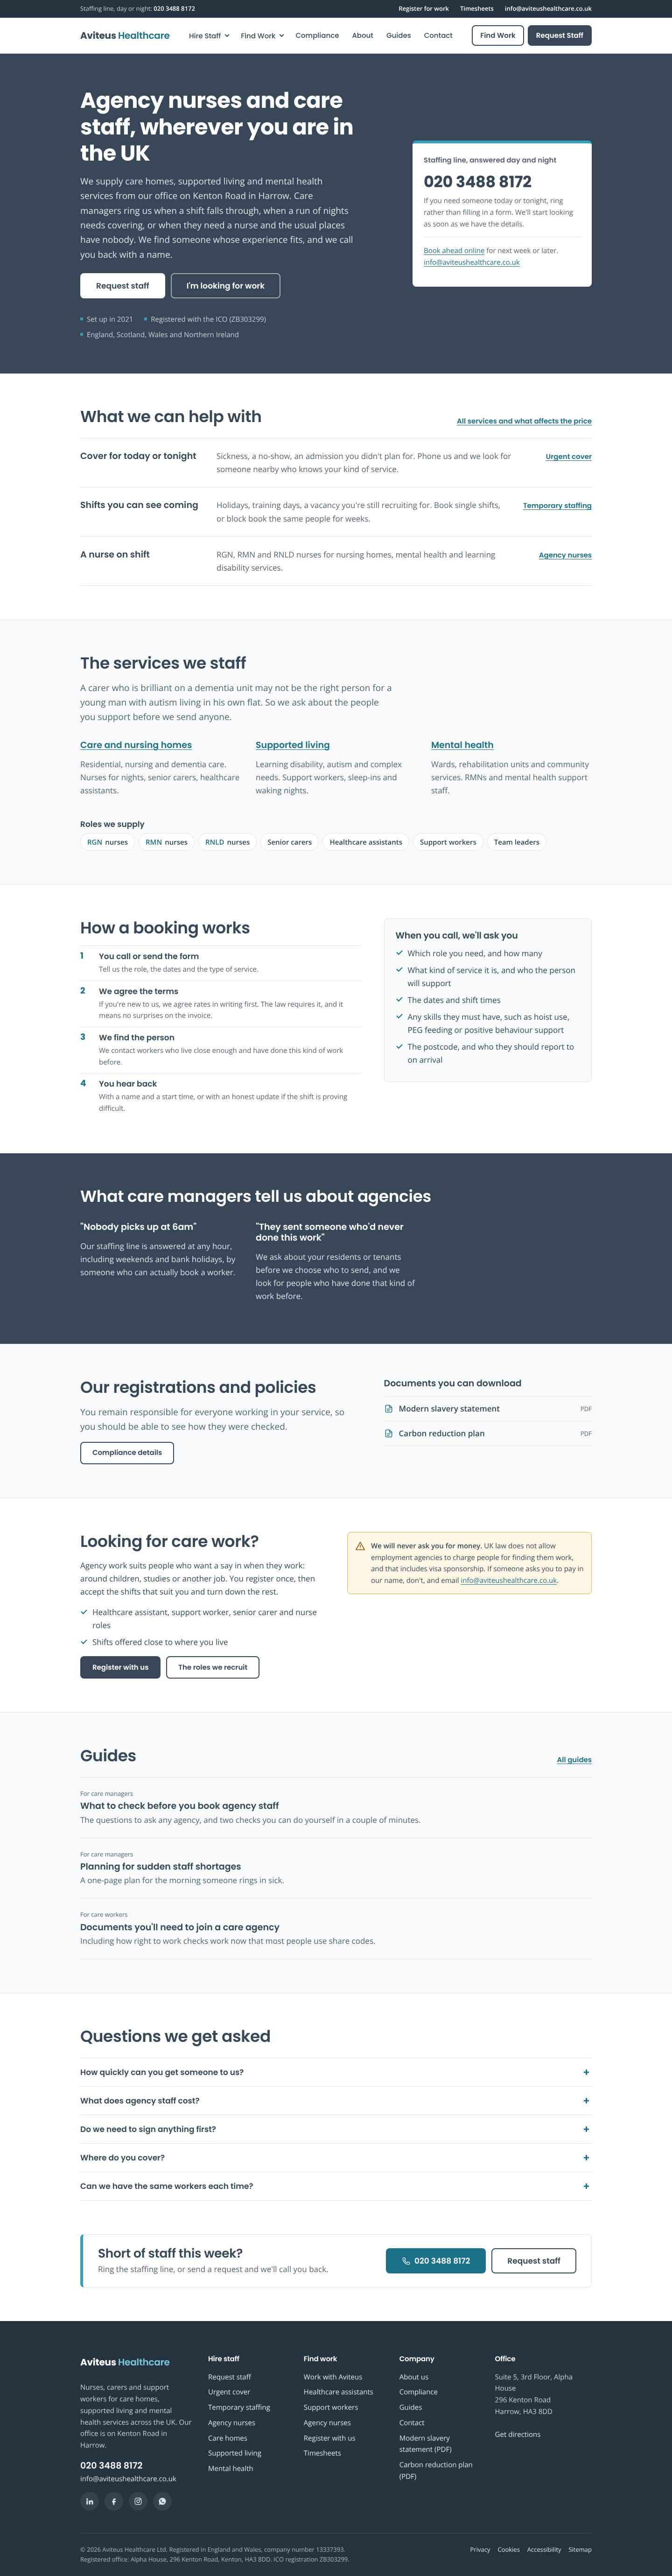 Staffing line, day or night: 020 3488 8172
Register for work
Timesheets
info@aviteushealthcare.co.uk
Aviteus Healthcare
Hire Staff
Find Work
Compliance
About
Guides
Contact
Find Work
Request Staff
Agency nurses and care
staff, wherever you are in
the UK
We supply care homes, supported living and mental health
services from our office on Kenton Road in Harrow. Care
managers ring us when a shift falls through, when a run of nights
needs covering, or when they need a nurse and the usual places
have nobody. We find someone whose experience fits, and we call
you back with a name.
Request staff
I'm looking for work
Set up in 2021
Registered with the ICO (ZB303299)
England, Scotland, Wales and Northern Ireland
Staffing line, answered day and night
020 3488 8172
If you need someone today or tonight, ring
rather than filling in a form. We'll start looking
as soon as we have the details.
Book ahead online for next week or later.
info@aviteushealthcare.co.uk
What we can help with
All services and what affects the price
Cover for today or tonight
Sickness, a no-show, an admission you didn't plan for. Phone us and we look for
someone nearby who knows your kind of service.
Urgent cover
Shifts you can see coming
Holidays, training days, a vacancy you're still recruiting for. Book single shifts,
or block book the same people for weeks.
Temporary staffing
A nurse on shift
RGN, RMN and RNLD nurses for nursing homes, mental health and learning
disability services.
Agency nurses
The services we staff
A carer who is brilliant on a dementia unit may not be the right person for a
young man with autism living in his own flat. So we ask about the people
you support before we send anyone.
Care and nursing homes
Residential, nursing and dementia care.
Nurses for nights, senior carers, healthcare
assistants.
Supported living
Learning disability, autism and complex
needs. Support workers, sleep-ins and
waking nights.
Mental health
Wards, rehabilitation units and community
services. RMNs and mental health support
staff.
Roles we supply
RGN nurses
RMN nurses
RNLD nurses
Senior carers
Healthcare assistants
Support workers
Team leaders
How a booking works
1
You call or send the form
Tell us the role, the dates and the type of service.
2
We agree the terms
If you're new to us, we agree rates in writing first. The law requires it, and it
means no surprises on the invoice.
3
We find the person
We contact workers who live close enough and have done this kind of work
before.
4
You hear back
With a name and a start time, or with an honest update if the shift is proving
difficult.
When you call, we'll ask you
Which role you need, and how many
What kind of service it is, and who the person
will support
The dates and shift times
Any skills they must have, such as hoist use,
PEG feeding or positive behaviour support
The postcode, and who they should report to
on arrival
What care managers tell us about agencies
"Nobody picks up at 6am"
Our staffing line is answered at any hour,
including weekends and bank holidays, by
someone who can actually book a worker.
"They sent someone who'd never
done this work"
We ask about your residents or tenants
before we choose who to send, and we
look for people who have done that kind of
work before.
Our registrations and policies
You remain responsible for everyone working in your service, so
you should be able to see how they were checked.
Compliance details
Documents you can download
Modern slavery statement
PDF
Carbon reduction plan
PDF
Looking for care work?
Agency work suits people who want a say in when they work:
around children, studies or another job. You register once, then
accept the shifts that suit you and turn down the rest.
Healthcare assistant, support worker, senior carer and nurse
roles
Shifts offered close to where you live
Register with us
The roles we recruit
We will never ask you for money. UK law does not allow
employment agencies to charge people for finding them work,
and that includes visa sponsorship. If someone asks you to pay in
our name, don't, and email info@aviteushealthcare.co.uk.
Guides
All guides
For care managers
What to check before you book agency staff
The questions to ask any agency, and two checks you can do yourself in a couple of minutes.
For care managers
Planning for sudden staff shortages
A one-page plan for the morning someone rings in sick.
For care workers
Documents you'll need to join a care agency
Including how right to work checks work now that most people use share codes.
Questions we get asked
How quickly can you get someone to us?
What does agency staff cost?
Do we need to sign anything first?
Where do you cover?
Can we have the same workers each time?
Short of staff this week?
Ring the staffing line, or send a request and we'll call you back.
020 3488 8172
Request staff
Aviteus Healthcare
Nurses, carers and support
workers for care homes,
supported living and mental
health services across the UK. Our
office is on Kenton Road in
Harrow.
020 3488 8172
info@aviteushealthcare.co.uk
Hire staff
Request staff
Urgent cover
Temporary staffing
Agency nurses
Care homes
Supported living
Mental health
Find work
Work with Aviteus
Healthcare assistants
Support workers
Agency nurses
Register with us
Timesheets
Company
About us
Compliance
Guides
Contact
Modern slavery
statement (PDF)
Carbon reduction plan
(PDF)
Office
Suite 5, 3rd Floor, Alpha
House
296 Kenton Road
Harrow, HA3 8DD
Get directions
© 2026 Aviteus Healthcare Ltd. Registered in England and Wales, company number 13337393.
Registered office: Alpha House, 296 Kenton Road, Kenton, HA3 8DD. ICO registration ZB303299.
Privacy
Cookies
Accessibility
Sitemap